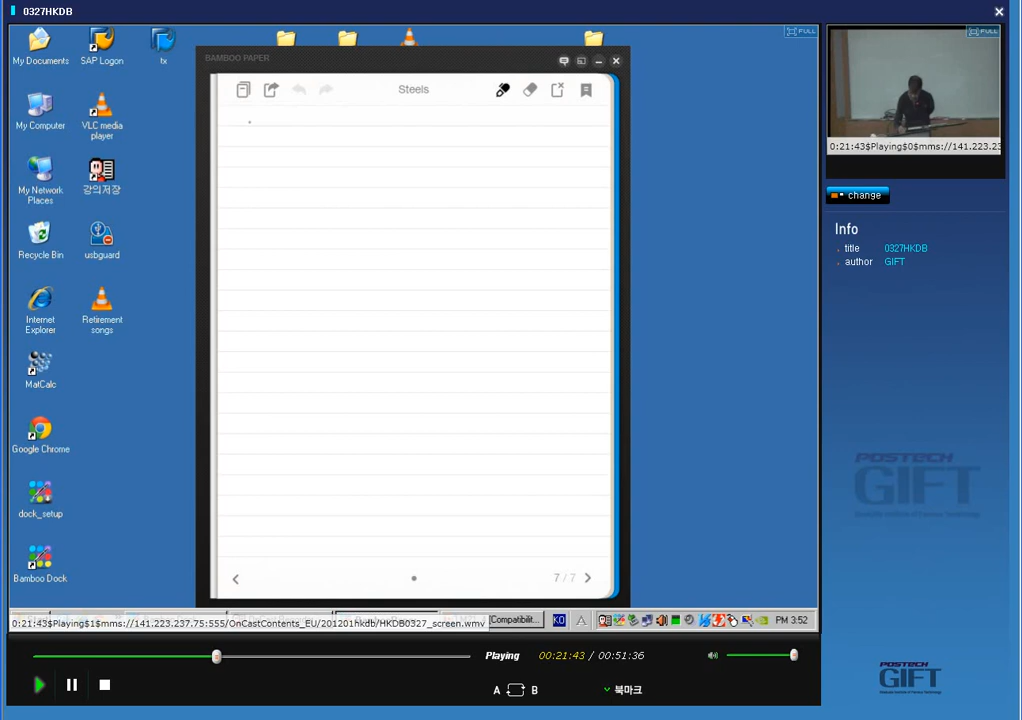 0327HKDB
My Documents
SAP Logon
fx
BAMBOO PAPER
FULL
FULL
Steels
My Computer
VLC media player
0:21:43$Playing$0$mms://141.223.23
My Network Places
강의저장
change
Info
title 0327HKDB
author GIFT
Recycle Bin
usbguard
Internet Explorer
Retirement songs
MatCalc
Google Chrome
POSTECH
GIFT
dock_setup
Bamboo Dock
7 / 7
0:21:43$Playing$1$mms://141.223.237.75:555/OnCastContents_EU/201201hkdb/HKDB0327_screen.wmv
Compatibilit...
KO
A
PM 3:52
Playing 00:21:43 / 00:51:36
A B
북마크
POSTECH
GIFT